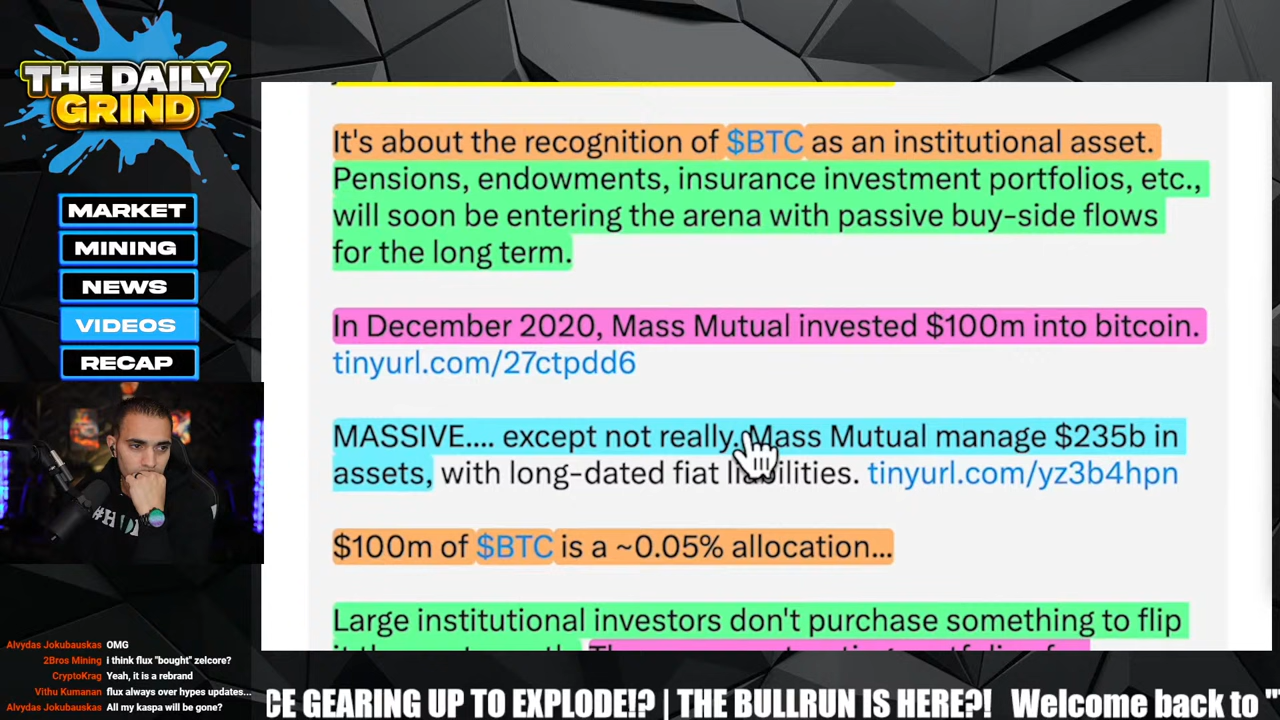 THE DAILY
GRIND
MARKET
MINING
NEWS
VIDEOS
RECAP
It's about the recognition of $BTC as an institutional asset.
Pensions, endowments, insurance investment portfolios, etc.,
will soon be entering the arena with passive buy-side flows
for the long term.
In December 2020, Mass Mutual invested $100m into bitcoin.
tinyurl.com/27ctpdd6
MASSIVE.... except not really. Mass Mutual manage $235b in
assets, with long-dated fiat liabilities. tinyurl.com/yz3b4hpn
$100m of $BTC is a ~0.05% allocation...
Large institutional investors don't purchase something to flip
Alvydas Jokubauskas OMG
2Bros Mining i think flux "bought" zelcore?
CryptoKrag Yeah, it is a rebrand
Vithu Kumanan flux always over hypes updates...
Alvydas Jokubauskas All my kaspa will be gone?
CE GEARING UP TO EXPLODE!? | THE BULLRUN IS HERE?! Welcome back to "